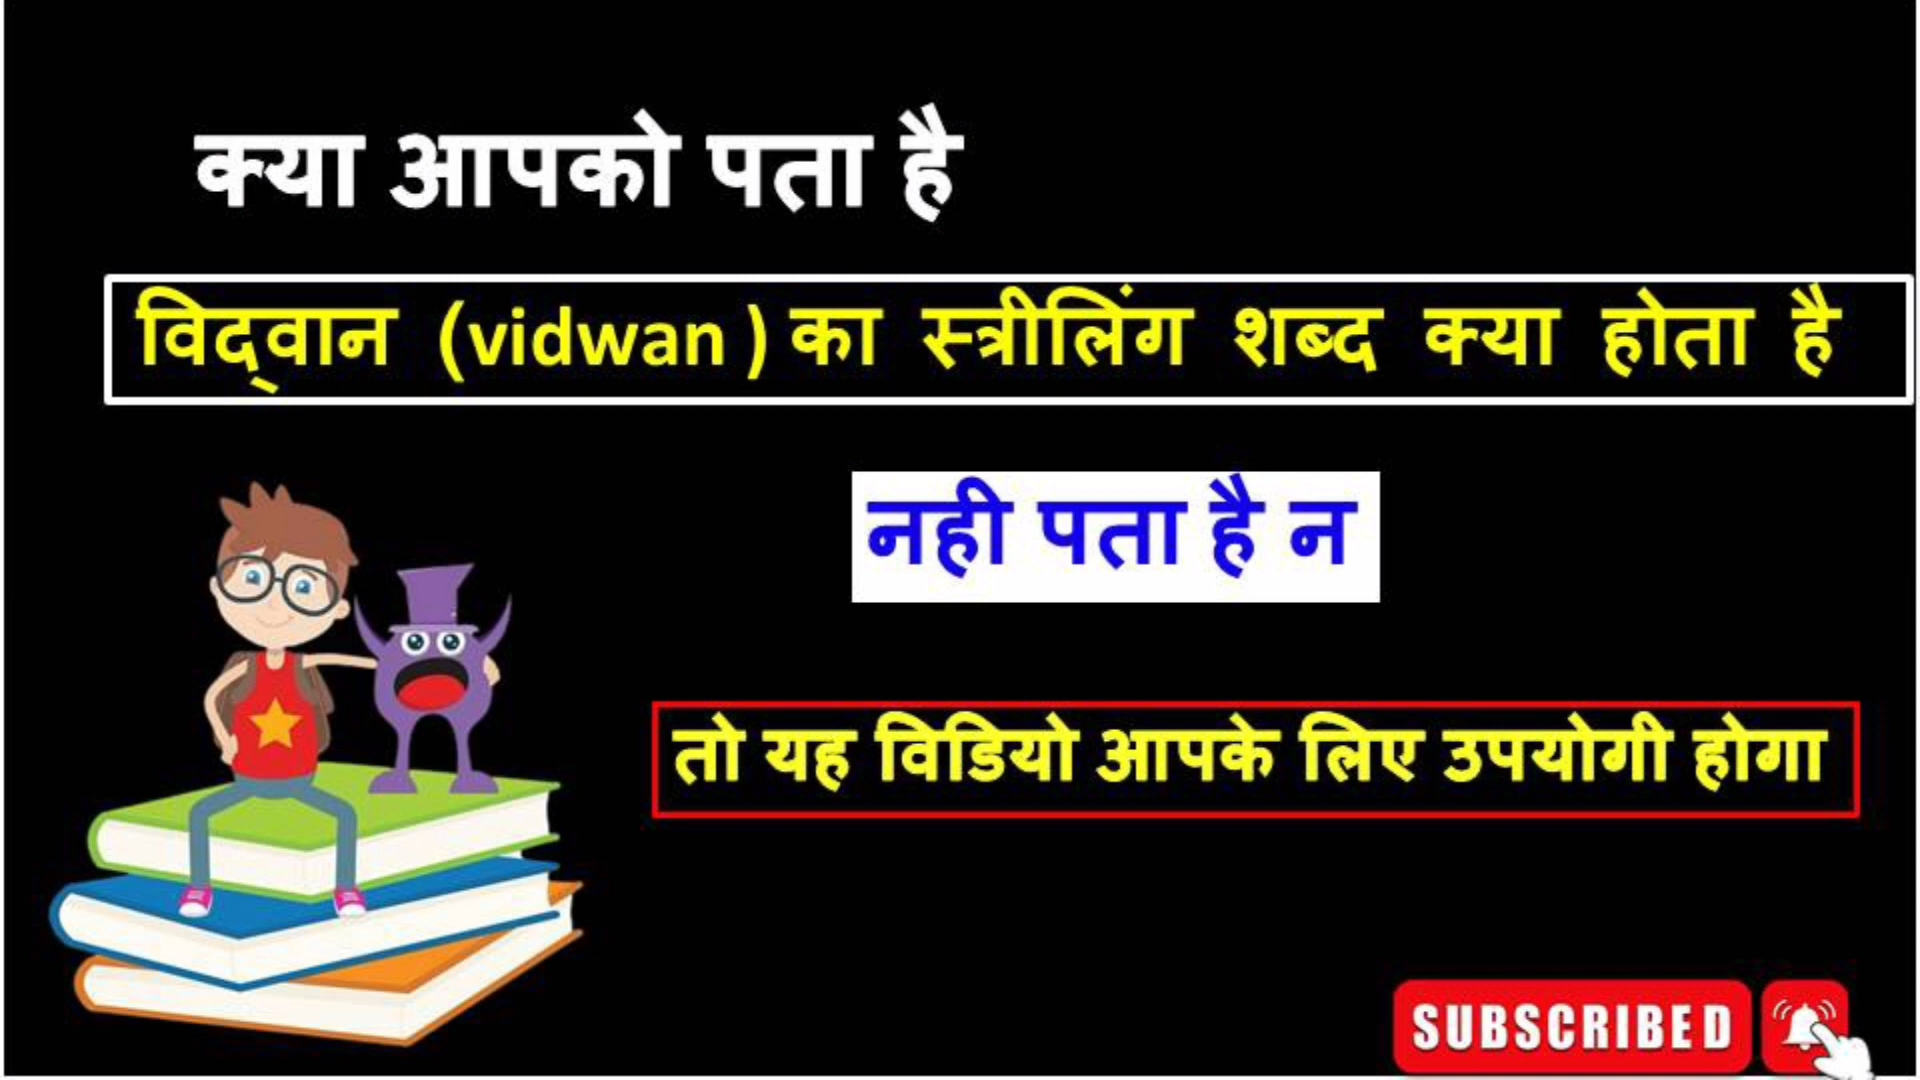 क्या आपको पता है
विद्‌वान (vidwan ) का स्त्रीलिंग शब्द क्या होता है
नही पता है न
तो यह विडियो आपके लिए उपयोगी होगा
SUBSCRIBED